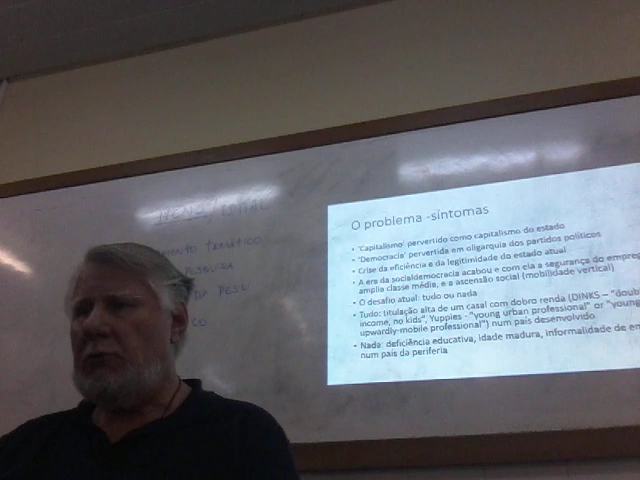 TEMÁTICO
PESQUISA
O problema -sintomas
• 'Capitalismo' pervertido como capitalismo do estado
• 'Democracia' pervertida em oligarquia dos partidos políticos
• Crise da eficiência e da legitimidade do estado atual
• A era da socialdemocracia acabou e com ela a segurança do
ampla classe média, e a ascensão social (mobilidade vertical)
• O desafio atual: tudo ou nada
• Tudo: titulação alta de um casal com dobro renda (DINKS – "doub
income, no kids", Yuppies - "young urban professional" or "young
upwardly-mobile professional") num país desenvolvido
• Nada: deficiência educativa, idade madura, informalidade de
num país da periferia